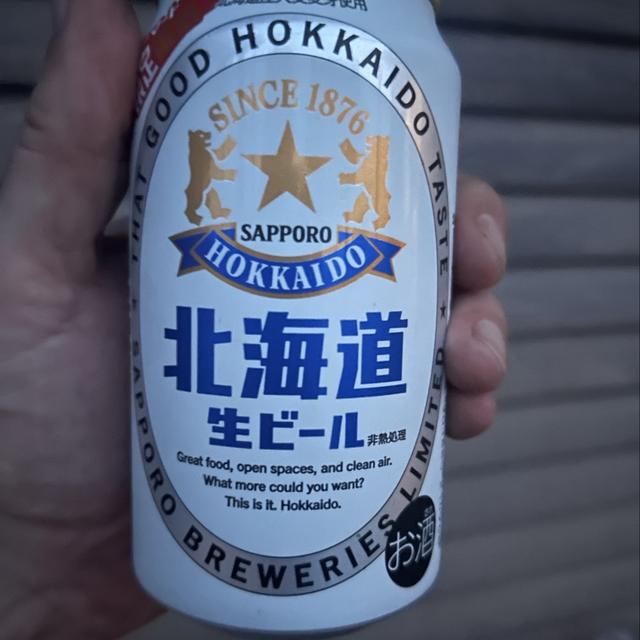 使用
THAT GOOD HOKKAIDO TASTE
SINCE 1876
SAPPORO
HOKKAIDO
北海道
生ビール 非熱処理
Great food, open spaces, and clean air.
What more could you want?
This is it. Hokkaido.
SAPPORO BREWERIES LIMITED
お酒